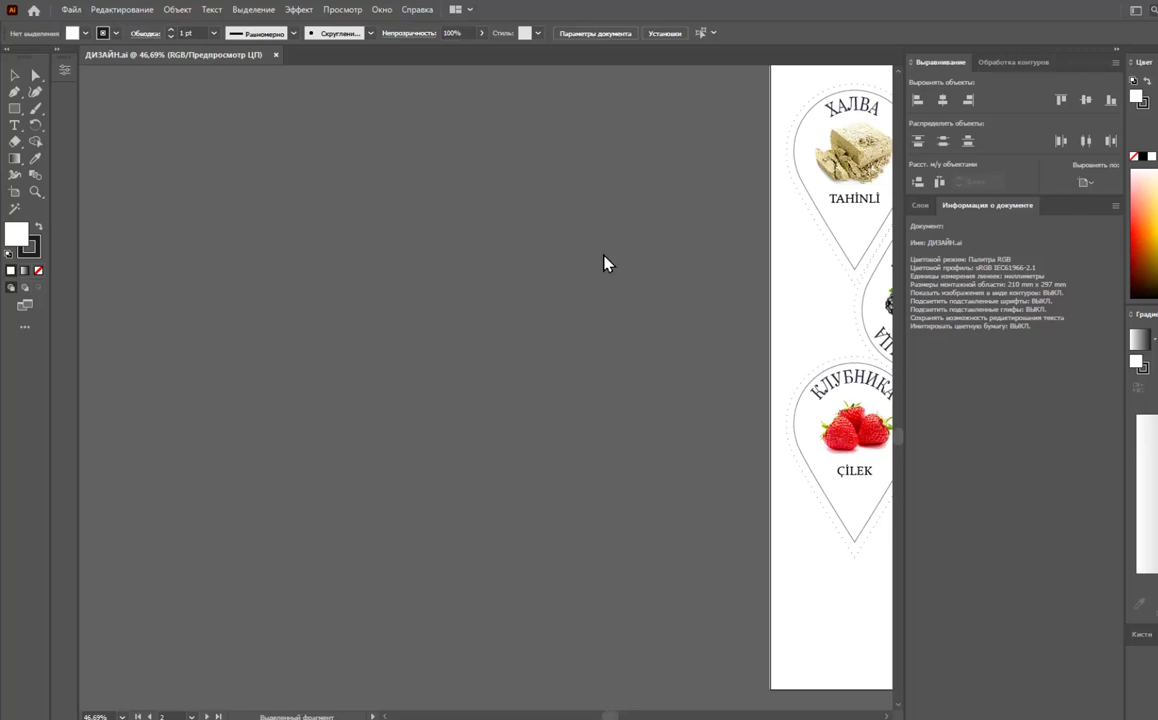 Ai Файл Редактирование Объект Текст Выделение Эффект Просмотр Окно Справка
Нет выделения Обводка: 1 pt Равномерно Скруглени... Непрозрачность: 100% Стиль: Параметры документа Установки
ДИЗАЙН.ai @ 46,69% (RGB/Предпросмотр ЦП)
Выравнивание Обработка контуров
Цвет
Выровнять объекты:
Распределить объекты:
Расст. м/у объектами Выровнять по:
Слои Информация о документе
Документ:
Имя: ДИЗАЙН.ai
Цветовой режим: Палитра RGB
Цветовой профиль: sRGB IEC61966-2.1
Единицы измерения линеек: миллиметры
Размеры монтажной области: 210 mm x 297 mm
Показать изображения в виде контуров: ВЫКЛ.
Подсветить подставленные шрифты: ВЫКЛ.
Подсветить подставленные глифы: ВЫКЛ.
Сохранять возможность редактирования текста
Имитировать цветную бумагу: ВЫКЛ.
Градие
Кисти
ХАЛВА
TAHİNLİ
КЛУБНИКА
ÇİLEK
46,69% 2 Выделенный фрагмент